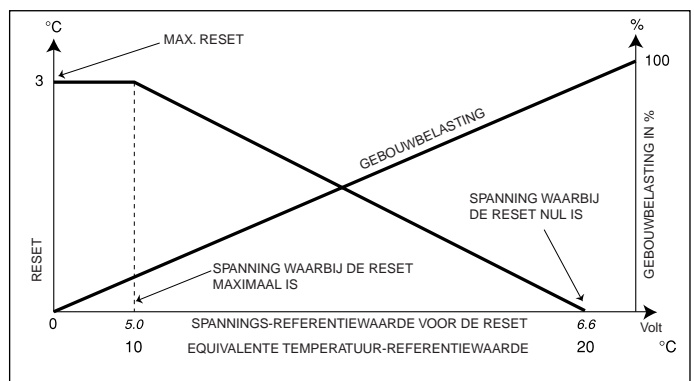 °C
%
MAX. RESET
3
100
GEBOUWBELASTING
GEBOUWBELASTING IN %
RESET
SPANNING WAARBIJ
DE RESET NUL IS
SPANNING WAARBIJ DE RESET
MAXIMAAL IS
0 5.0 SPANNINGS-REFERENTIEWAARDE VOOR DE RESET 6.6 Volt
10 EQUIVALENTE TEMPERATUUR-REFERENTIEWAARDE 20 °C